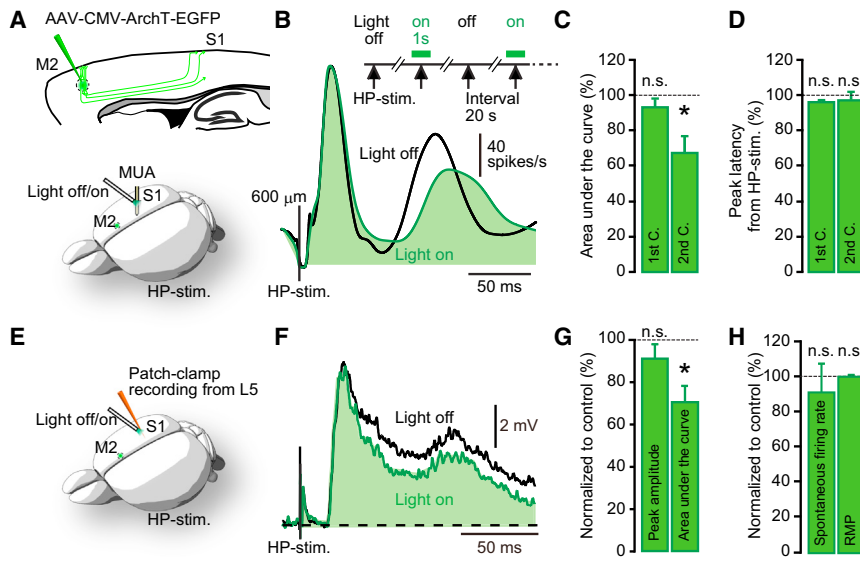 A
AAV-CMV-ArchT-EGFP
S1
M2
Light off/on
MUA
S1
M2
HP-stim.
B
Light
off
on
1s
off
on
HP-stim.
Interval
20 s
Light off
40
spikes/s
600 µm
Light on
50 ms
HP-stim.
C
Area under the curve (%)
120
100
80
60
40
20
0
n.s.
*
1st C.
2nd C.
D
Peak latency
from HP-stim. (%)
120
100
80
60
40
20
0
n.s.
n.s
1st C.
2nd C.
E
Patch-clamp
recording from L5
Light off/on
S1
M2
HP-stim.
F
Light off
2 mV
Light on
HP-stim.
50 ms
G
Normalized to control (%)
100
80
60
40
20
0
n.s.
*
Peak amplitude
Area under the curve
H
Normalized to control (%)
120
100
80
60
40
20
0
n.s.
n.s
Spontaneous firing rate
RMP